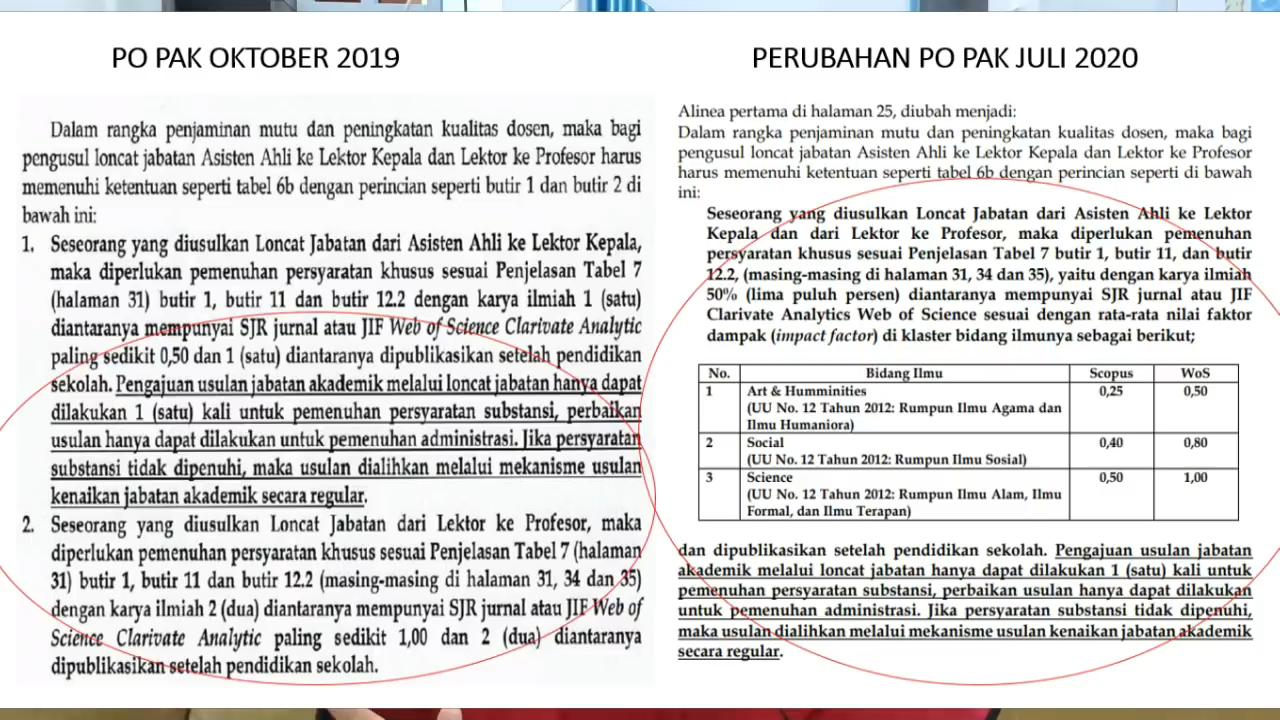 PO PAK OKTOBER 2019
Dalam rangka penjaminan mutu dan peningkatan kualitas dosen, maka bagi
pengusul loncat jabatan Asisten Ahli ke Lektor Kepala dan Lektor ke Profesor harus
memenuhi ketentuan seperti tabel 6b dengan perincian seperti butir 1 dan butir 2 di
bawah ini:
1. Seseorang yang diusulkan Loncat Jabatan dari Asisten Ahli ke Lektor Kepala,
maka diperlukan pemenuhan persyaratan khusus sesuai Penjelasan Tabel 7
(halaman 31) butir 1, butir 11 dan butir 12.2 dengan karya ilmiah 1 (satu)
diantaranya mempunyai SJR jurnal atau JIF Web of Science Clarivate Analytic
paling sedikit 0,50 dan 1 (satu) diantaranya dipublikasikan setelah pendidikan
sekolah. Pengajuan usulan jabatan akademik melalui loncat jabatan hanya dapat
dilakukan 1 (satu) kali untuk pemenuhan persyaratan substansi, perbaikan
usulan hanya dapat dilakukan untuk pemenuhan administrasi. Jika persyaratan
substansi tidak dipenuhi, maka usulan dialihkan melalui mekanisme usulan
kenaikan jabatan akademik secara regular.
2. Seseorang yang diusulkan Loncat Jabatan dari Lektor ke Profesor, maka
diperlukan pemenuhan persyaratan khusus sesuai Penjelasan Tabel 7 (halaman
31) butir 1, butir 11 dan butir 12.2 (masing-masing di halaman 31, 34 dan 35)
dengan karya ilmiah 2 (dua) diantaranya mempunyai SJR jurnal atau JIF Web of
Science Clarivate Analytic paling sedikit 1,00 dan 2 (dua) diantaranya
dipublikasikan setelah pendidikan sekolah.
PERUBAHAN PO PAK JULI 2020
Alinea pertama di halaman 25, diubah menjadi:
Dalam rangka penjaminan mutu dan peningkatan kualitas dosen, maka bagi
pengusul loncat jabatan Asisten Ahli ke Lektor Kepala dan Lektor ke Profesor
harus memenuhi ketentuan seperti tabel 6b dengan perincian seperti di bawah
ini:
Seseorang yang diusulkan Loncat Jabatan dari Asisten Ahli ke Lektor
Kepala dan dari Lektor ke Profesor, maka diperlukan pemenuhan
persyaratan khusus sesuai Penjelasan Tabel 7 butir 1, butir 11, dan butir
12.2, (masing-masing di halaman 31, 34 dan 35), yaitu dengan karya ilmiah
50% (lima puluh persen) diantaranya mempunyai SJR jurnal atau JIF
Clarivate Analytics Web of Science sesuai dengan rata-rata nilai faktor
dampak (impact factor) di klaster bidang ilmunya sebagai berikut;
No. Bidang Ilmu Scopus WoS
1 Art & Humminities 0,25 0,50
(UU No. 12 Tahun 2012: Rumpun Ilmu Agama dan
Ilmu Humaniora)
2 Social 0,40 0,80
(UU No. 12 Tahun 2012: Rumpun Ilmu Sosial)
3 Science 0,50 1,00
(UU No. 12 Tahun 2012: Rumpun Ilmu Alam, Ilmu
Formal, dan Ilmu Terapan)
dan dipublikasikan setelah pendidikan sekolah. Pengajuan usulan jabatan
akademik melalui loncat jabatan hanya dapat dilakukan 1 (satu) kali untuk
pemenuhan persyaratan substansi, perbaikan usulan hanya dapat dilakukan
untuk pemenuhan administrasi. Jika persyaratan substansi tidak dipenuhi,
maka usulan dialihkan melalui mekanisme usulan kenaikan jabatan akademik
secara regular.